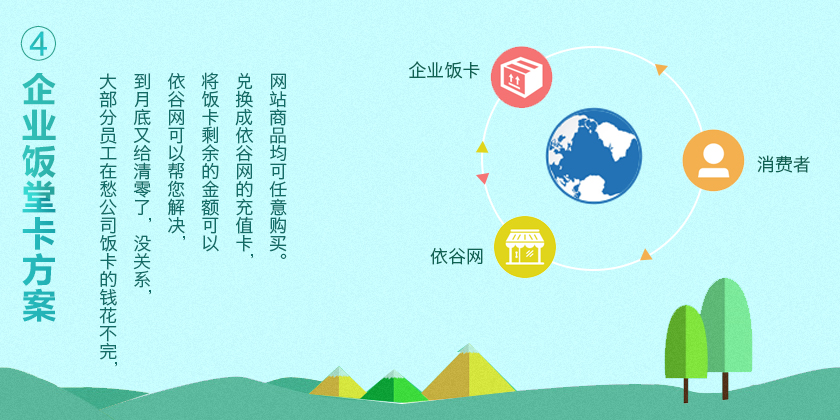 ④
企业饭堂卡方案
大部分员工在愁公司饭卡的钱花不完，
到月底又给清零了，没关系，
依谷网可以帮您解决，
将饭卡剩余的金额可以
兑换成依谷网的充值卡，
网站商品均可任意购买。
企业饭卡
消费者
依谷网